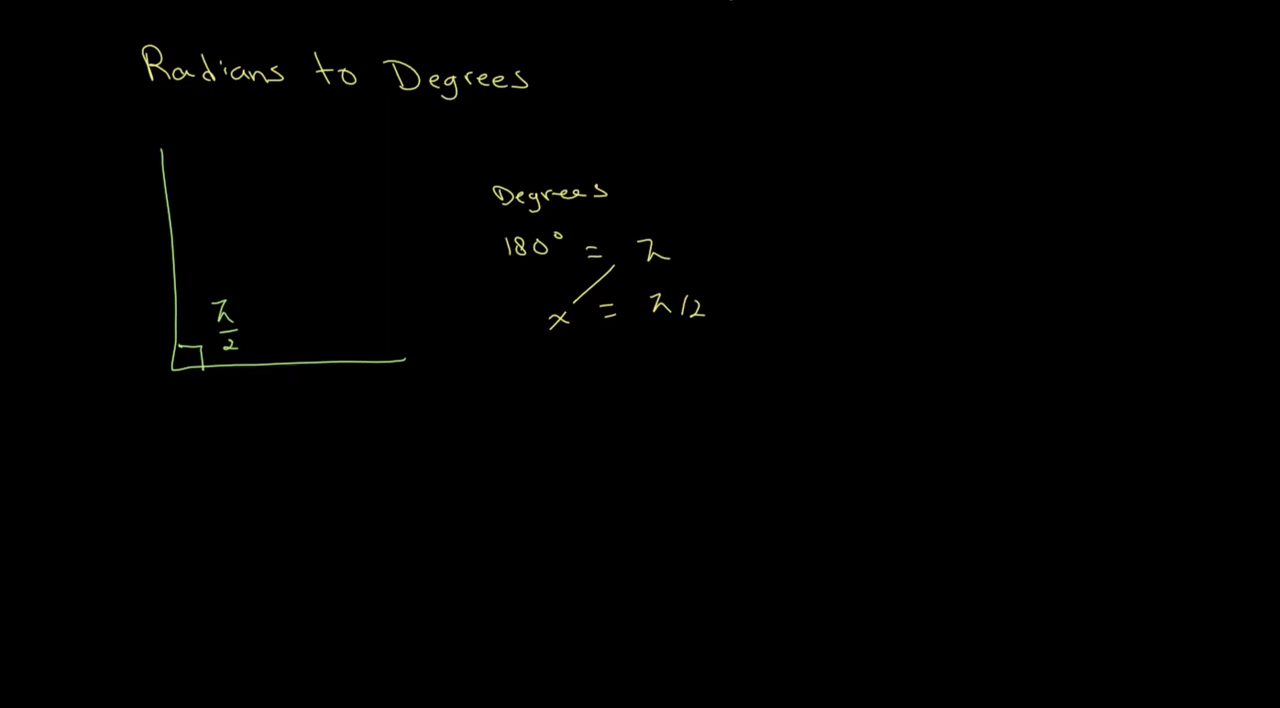 Radians to Degrees
Degrees
180° = π
x = π/2
π
2